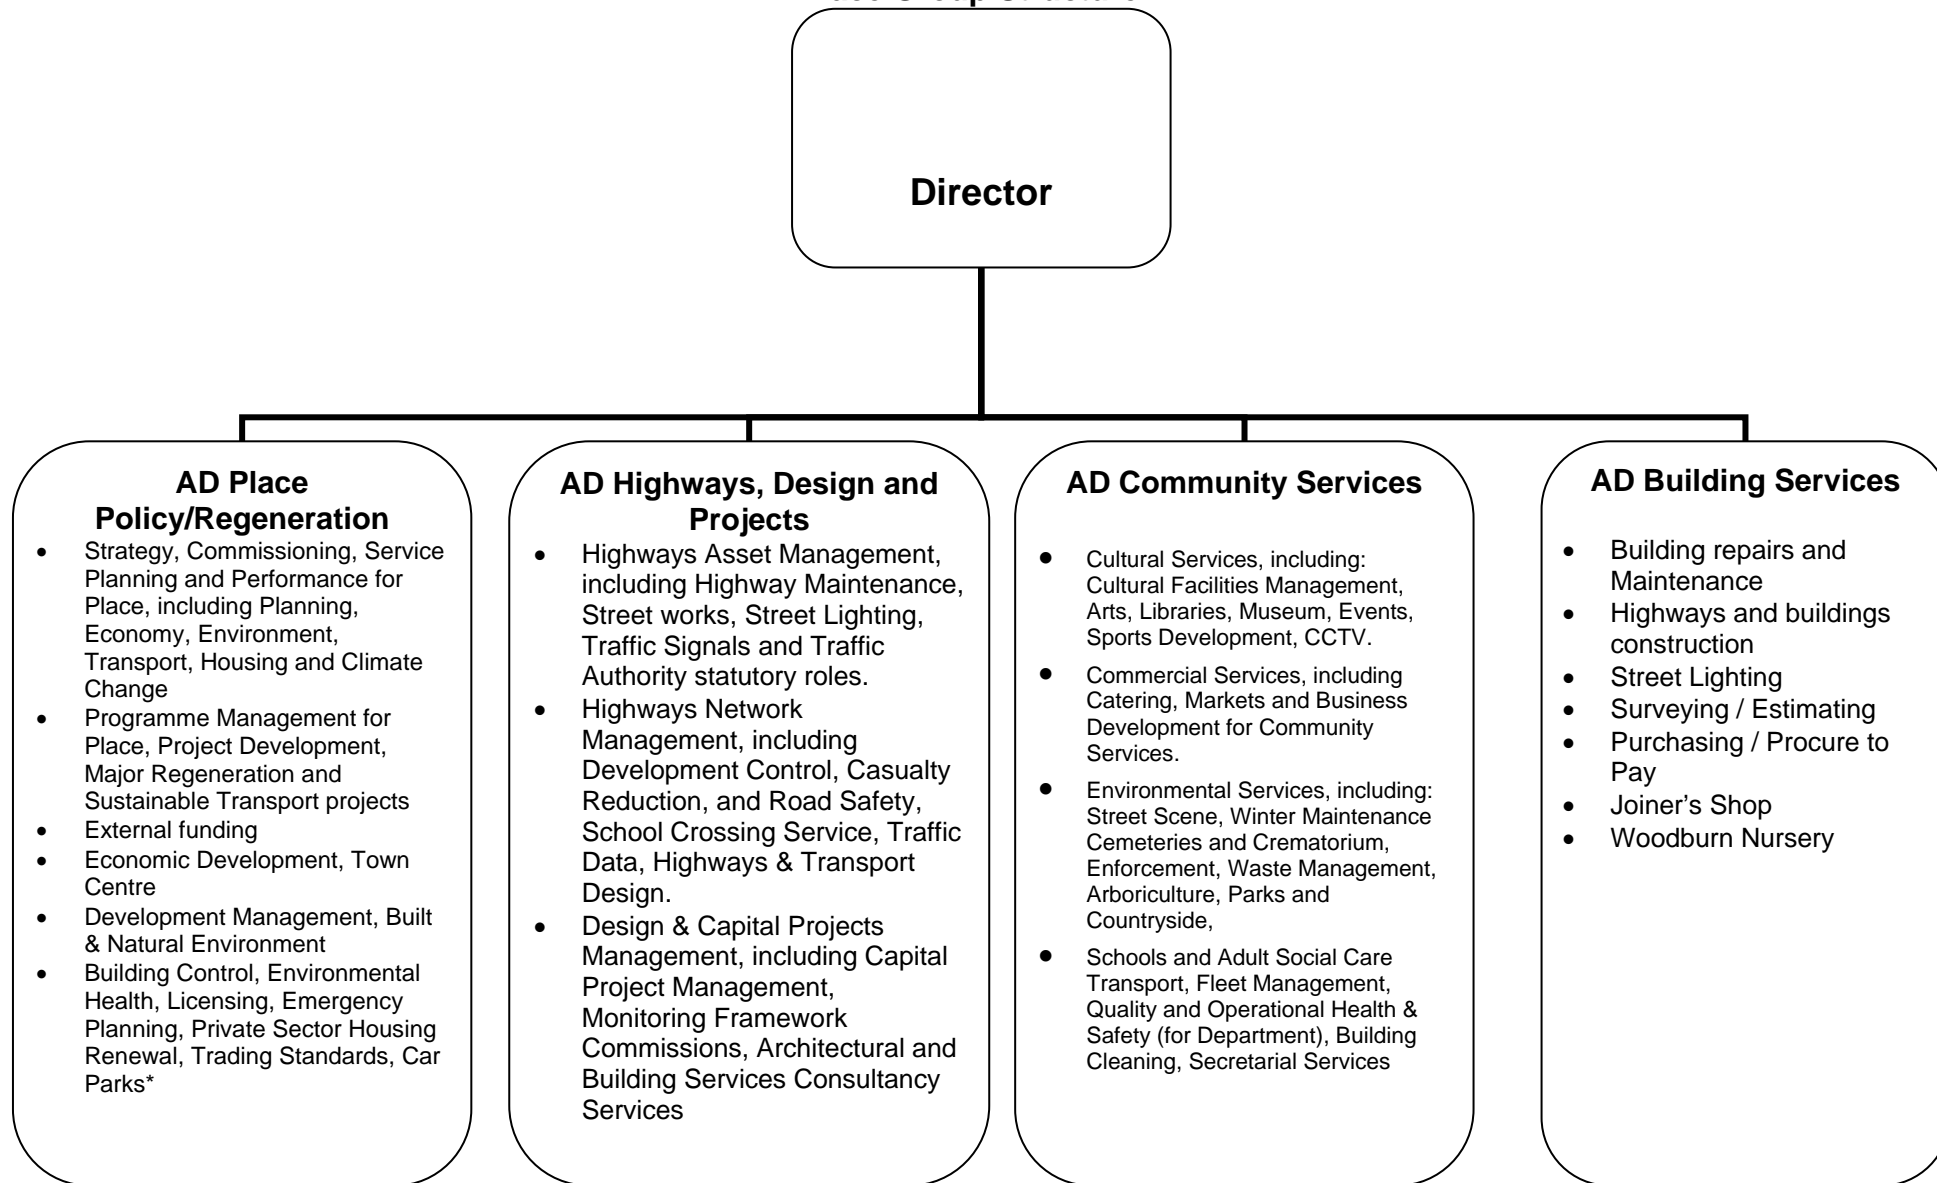 Group Structure
Director
AD Place
Policy/Regeneration
• Strategy, Commissioning, Service
Planning and Performance for
Place, including Planning,
Economy, Environment,
Transport, Housing and Climate
Change
• Programme Management for
Place, Project Development,
Major Regeneration and
Sustainable Transport projects
• External funding
• Economic Development, Town
Centre
• Development Management, Built
& Natural Environment
• Building Control, Environmental
Health, Licensing, Emergency
Planning, Private Sector Housing
Renewal, Trading Standards, Car
Parks*
AD Highways, Design and
Projects
• Highways Asset Management,
including Highway Maintenance,
Street works, Street Lighting,
Traffic Signals and Traffic
Authority statutory roles.
• Highways Network
Management, including
Development Control, Casualty
Reduction, and Road Safety,
School Crossing Service, Traffic
Data, Highways & Transport
Design.
• Design & Capital Projects
Management, including Capital
Project Management,
Monitoring Framework
Commissions, Architectural and
Building Services Consultancy
Services
AD Community Services
• Cultural Services, including:
Cultural Facilities Management,
Arts, Libraries, Museum, Events,
Sports Development, CCTV.
• Commercial Services, including
Catering, Markets and Business
Development for Community
Services.
• Environmental Services, including:
Street Scene, Winter Maintenance
Cemeteries and Crematorium,
Enforcement, Waste Management,
Arboriculture, Parks and
Countryside,
• Schools and Adult Social Care
Transport, Fleet Management,
Quality and Operational Health &
Safety (for Department), Building
Cleaning, Secretarial Services
AD Building Services
• Building repairs and
Maintenance
• Highways and buildings
construction
• Street Lighting
• Surveying / Estimating
• Purchasing / Procure to
Pay
• Joiner's Shop
• Woodburn Nursery